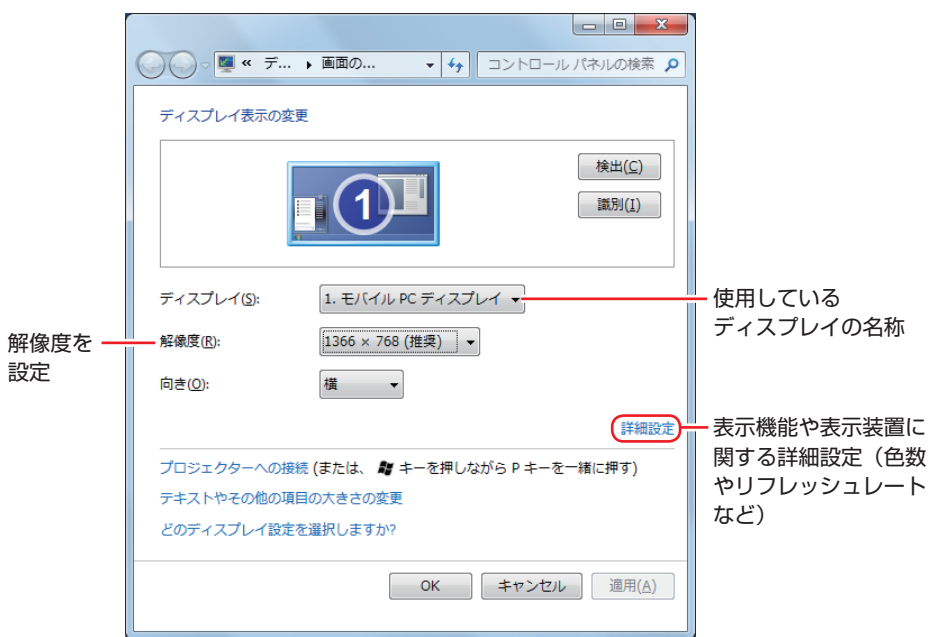 « デ... ▸ 画面の...
コントロール パネルの検索
ディスプレイ表示の変更
1
検出(C)
識別(I)
ディスプレイ(S):
1. モバイル PC ディスプレイ
使用している
ディスプレイの名称
解像度を
設定
解像度(R):
1366 × 768 (推奨)
向き(O):
横
詳細設定
表示機能や表示装置に
関する詳細設定（色数
やリフレッシュレート
など）
プロジェクターへの接続 (または、 キーを押しながら P キーを一緒に押す)
テキストやその他の項目の大きさの変更
どのディスプレイ設定を選択しますか?
OK
キャンセル
適用(A)